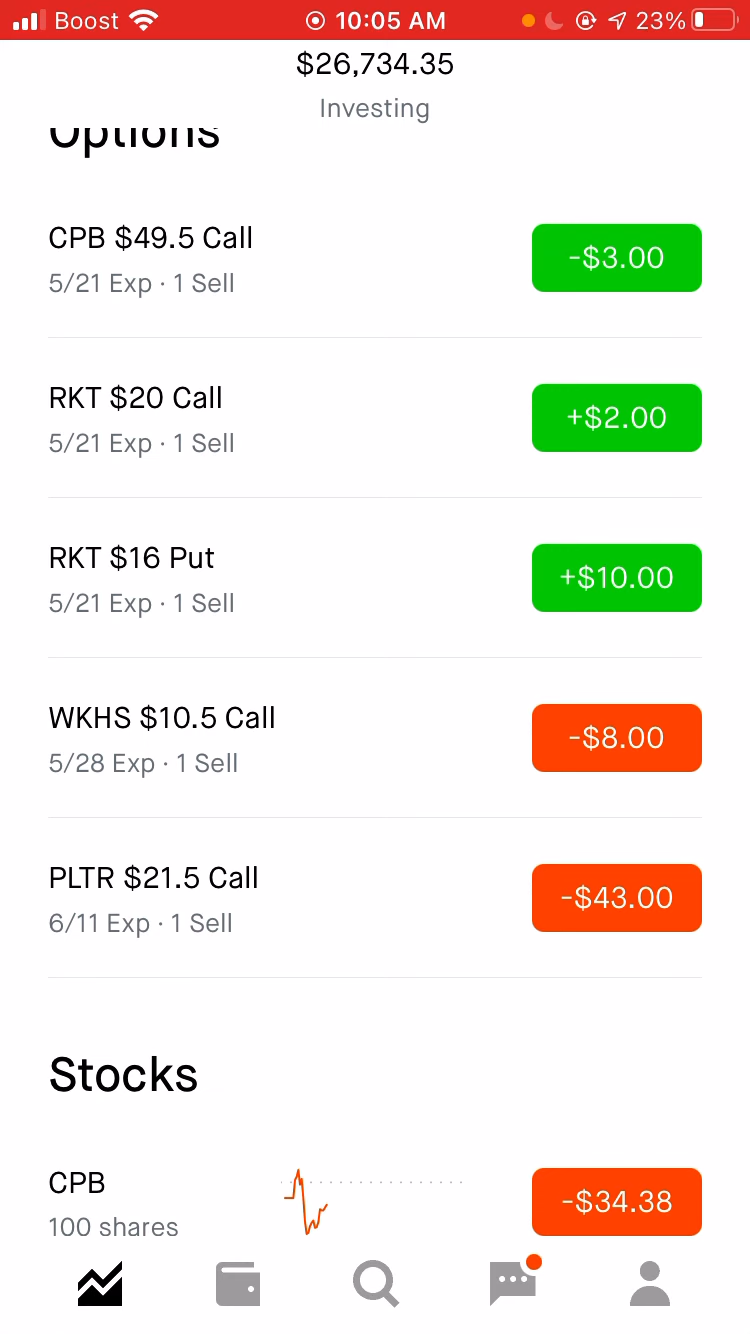 Boost 10:05 AM 23%
$26,734.35
Investing
Options
CPB $49.5 Call
5/21 Exp · 1 Sell
-$3.00
RKT $20 Call
5/21 Exp · 1 Sell
+$2.00
RKT $16 Put
5/21 Exp · 1 Sell
+$10.00
WKHS $10.5 Call
5/28 Exp · 1 Sell
-$8.00
PLTR $21.5 Call
6/11 Exp · 1 Sell
-$43.00
Stocks
CPB
100 shares
-$34.38